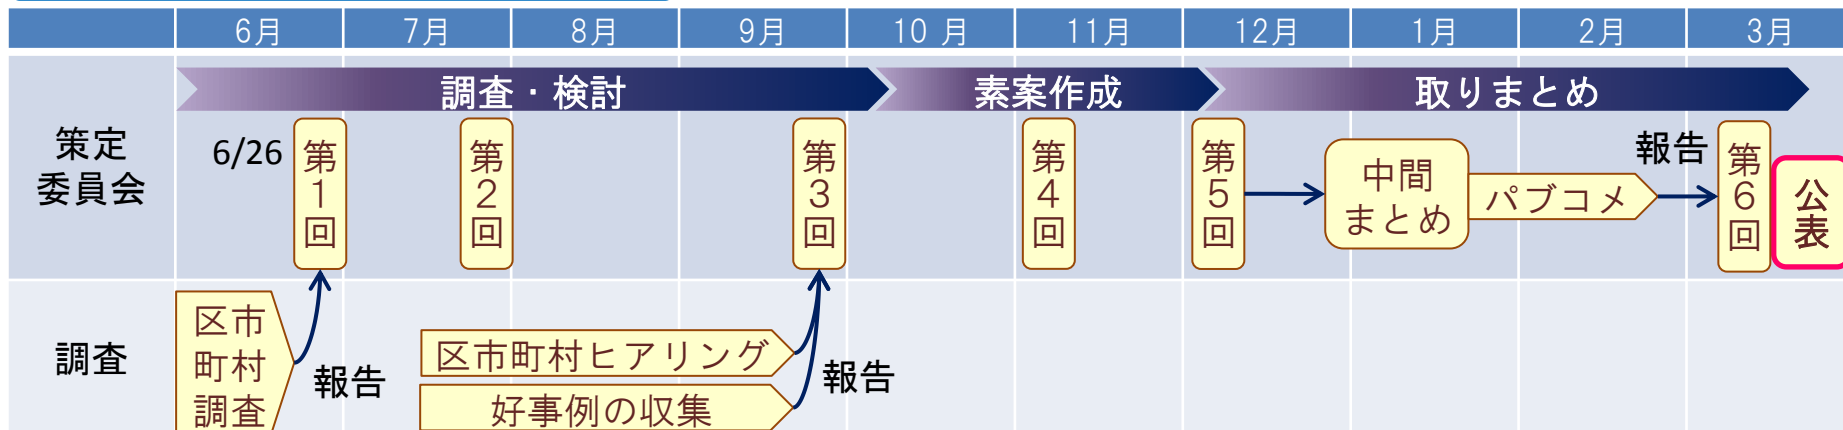 6月 7月 8月 9月 10 月 11月 12月 1月 2月 3月
調査・検討 素案作成 取りまとめ
策定
委員会
6/26
第1回
第2回
第3回
第4回
第5回
中間
まとめ
パブコメ
報告
第6回
公表
調査
区市
町村
調査
報告
区市町村ヒアリング
好事例の収集
報告